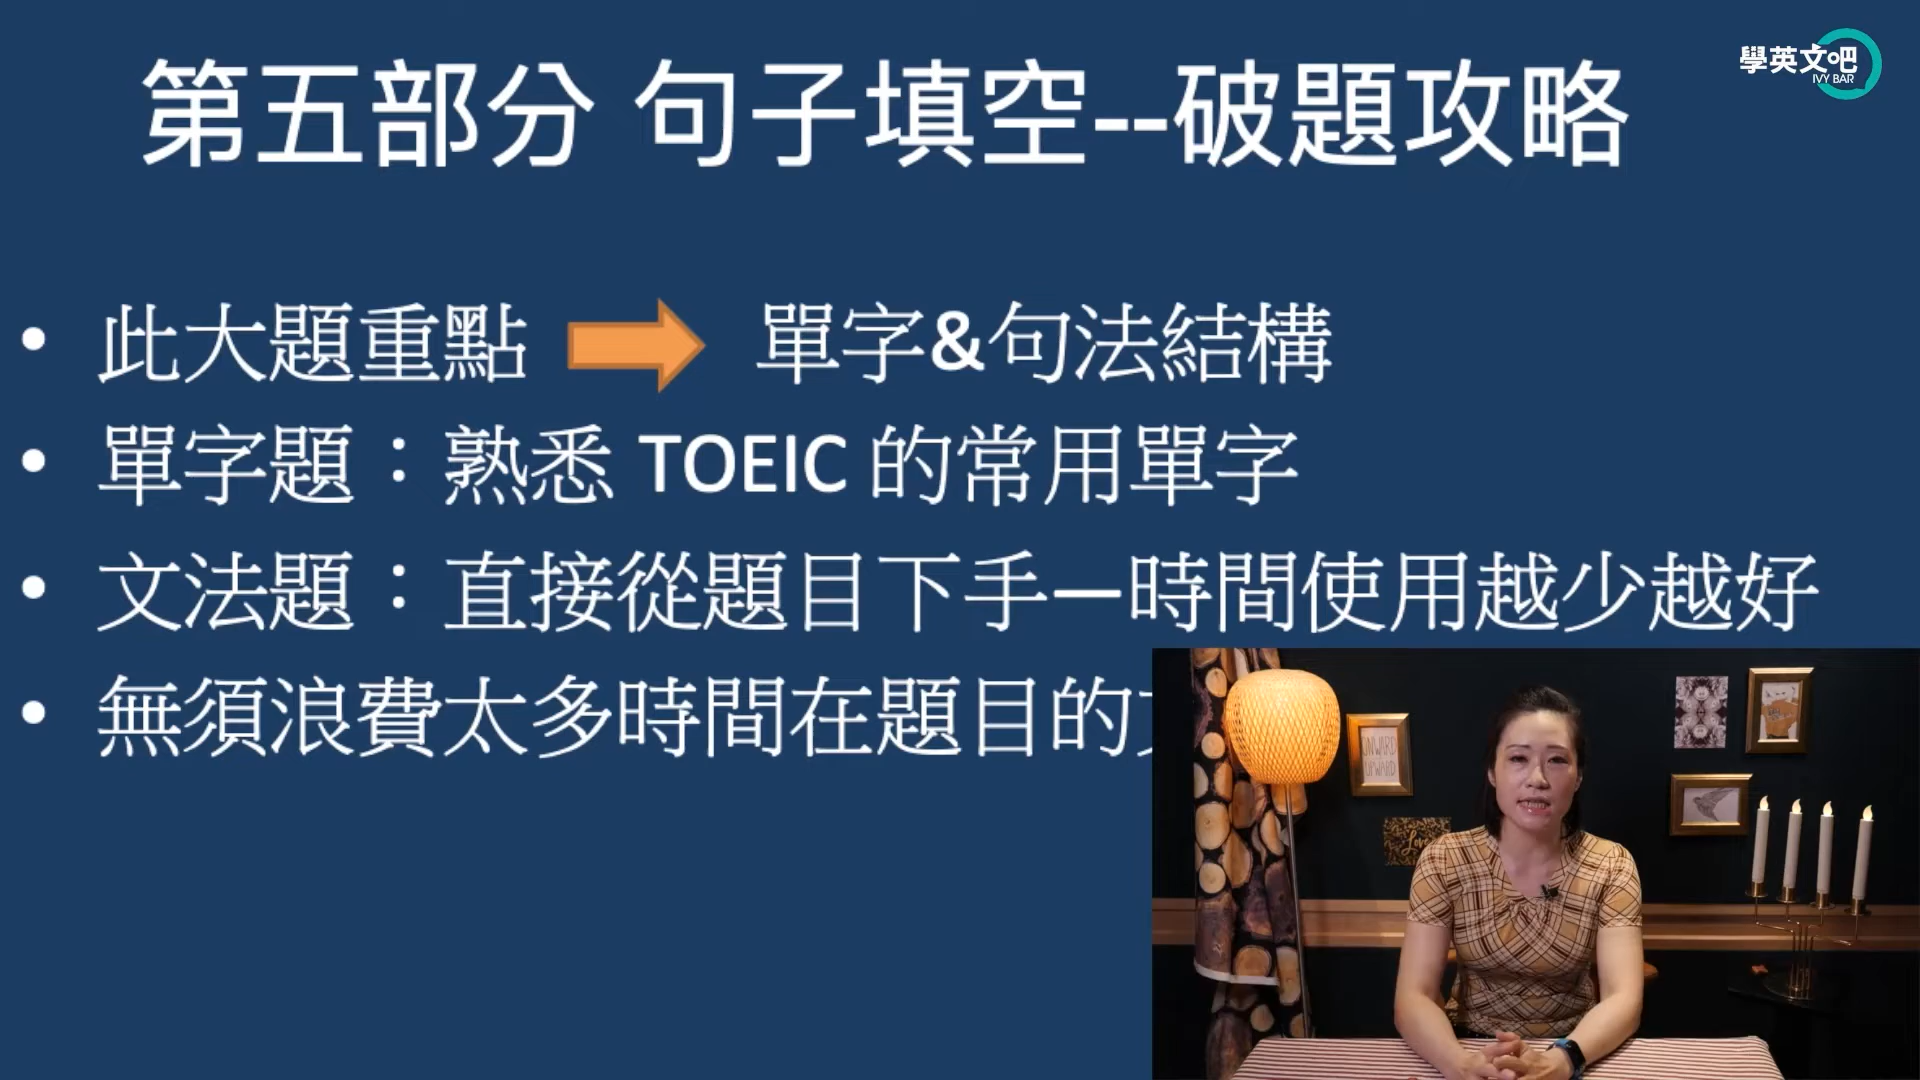 第五部分 句子填空--破題攻略
學英文吧
IVY BAR
此大題重點 單字&句法結構
單字題：熟悉 TOEIC 的常用單字
文法題：直接從題目下手—時間使用越少越好
無須浪費太多時間在題目的
ONWARD
UPWARD
Love